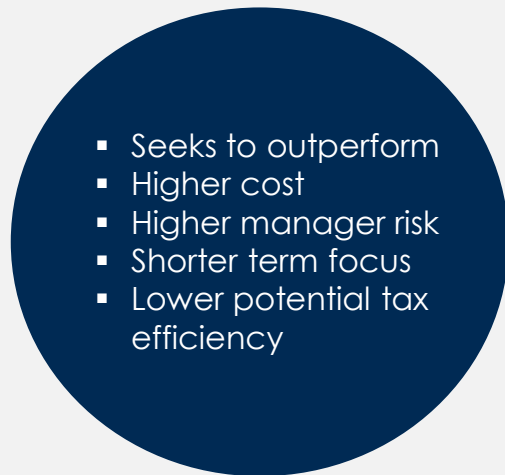 ▪ Seeks to outperform
▪ Higher cost
▪ Higher manager risk
▪ Shorter term focus
▪ Lower potential tax
efficiency